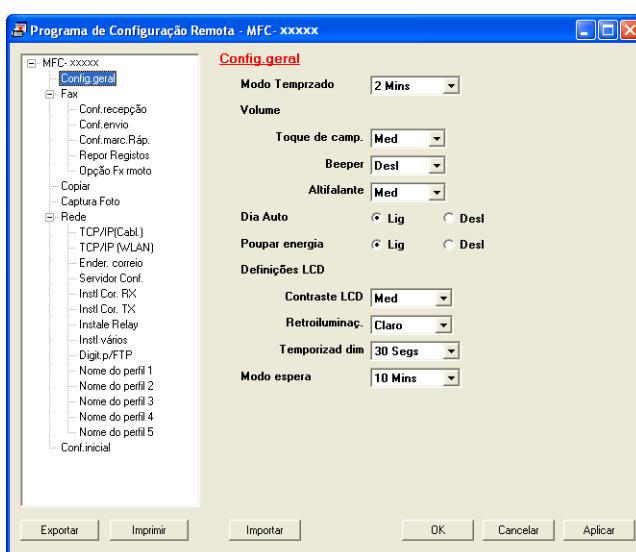 Programa de Configuração Remota - MFC- xxxxx
MFC- xxxxx
Config.geral
Fax
Conf.recepção
Conf.envio
Conf.marc.Ráp.
Repor Registos
Opção Fx rmoto
Copiar
Captura Foto
Rede
TCP/IP(Cabl.)
TCP/IP (WLAN)
Ender. correio
Servidor Conf.
Instl Cor. RX
Instl Cor. TX
Instale Relay
Instl vários
Digit.p/FTP
Nome do perfil 1
Nome do perfil 2
Nome do perfil 3
Nome do perfil 4
Nome do perfil 5
Conf.inicial
Config.geral
Modo Temprzado 2 Mins
Volume
Toque de camp. Med
Beeper Desl
Altifalante Med
Dia Auto Lig Desl
Poupar energia Lig Desl
Definições LCD
Contraste LCD Med
Retroiluminaç. Claro
Temporizad dim 30 Segs
Modo espera 10 Mins
Exportar Imprimir Importar OK Cancelar Aplicar